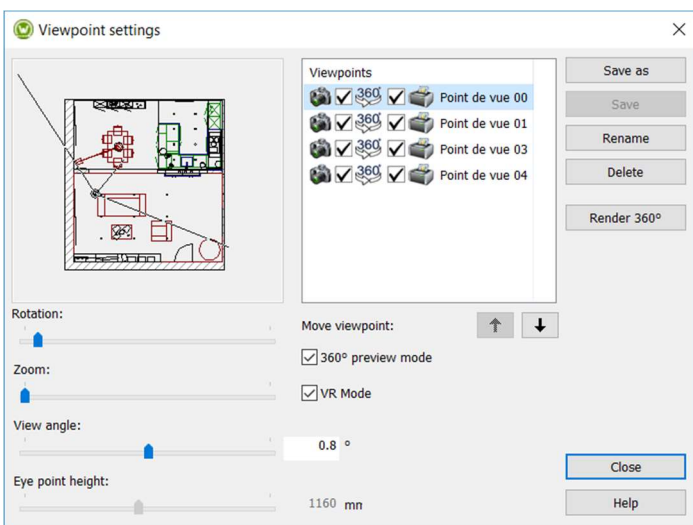 Viewpoint settings
Viewpoints
360° Point de vue 00
360° Point de vue 01
360° Point de vue 03
360° Point de vue 04
Save as
Save
Rename
Delete
Render 360º
Rotation:
Move viewpoint:
360º preview mode
Zoom:
VR Mode
View angle:
0.8 °
Close
Eye point height:
1160 mn
Help